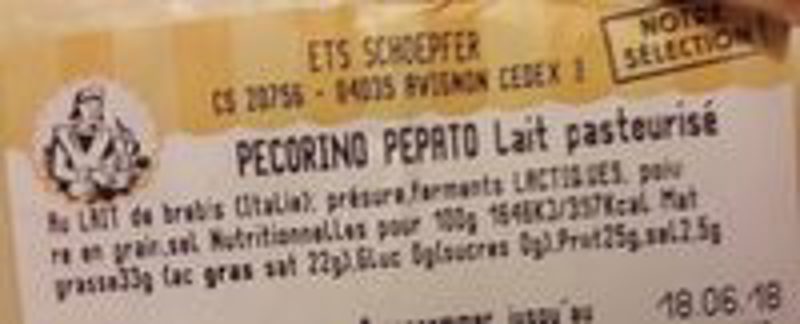 NOTRE
SÉLECTION
ETS SCHOEPFER
CS 20756 - 84035 AVIGNON CEDEX 3
PECORINO PEPATO Lait pasteurisé
Au LAIT de brebis (Italie), présure,ferments LACTIQUES, poiv
re en grain,sel Nutritionnelles pour 100g 1646KJ/397Kcal Mat
grasse33g (ac gras sat 22g),Gluc 0g(sucres 0g),Prot25g,sel2.5g
jusqu'au
18.06.18